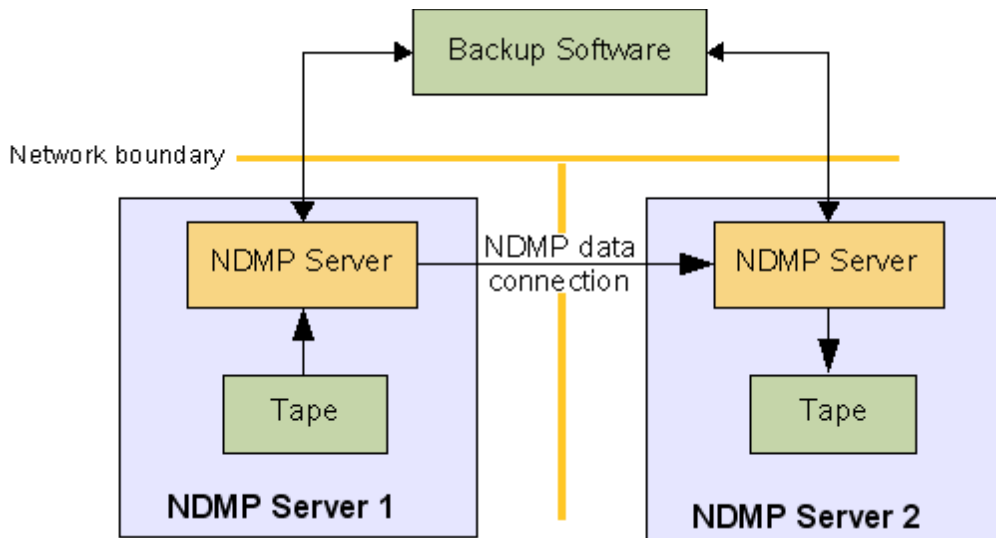 Backup Software
Network boundary
NDMP Server
NDMP data
connection
NDMP Server
Tape
Tape
NDMP Server 1
NDMP Server 2